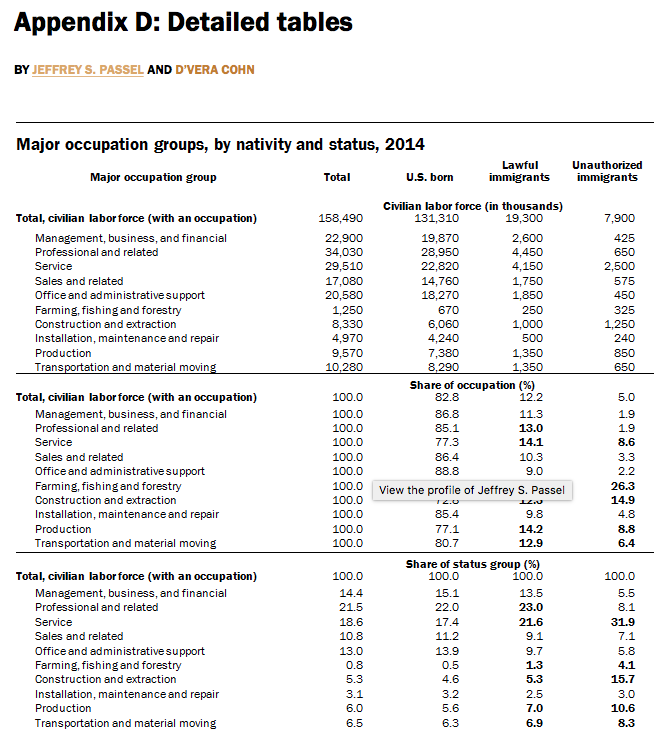 Appendix D: Detailed tables
BY JEFFREY S. PASSEL AND D'VERA COHN
Major occupation groups, by nativity and status, 2014
Major occupation group Total U.S. born Lawful immigrants Unauthorized immigrants
Civilian labor force (in thousands)
Total, civilian labor force (with an occupation) 158,490 131,310 19,300 7,900
Management, business, and financial 22,900 19,870 2,600 425
Professional and related 34,030 28,950 4,450 650
Service 29,510 22,820 4,150 2,500
Sales and related 17,080 14,760 1,750 575
Office and administrative support 20,580 18,270 1,850 450
Farming, fishing and forestry 1,250 670 250 325
Construction and extraction 8,330 6,060 1,000 1,250
Installation, maintenance and repair 4,970 4,240 500 240
Production 9,570 7,380 1,350 850
Transportation and material moving 10,280 8,290 1,350 650
Share of occupation (%)
Total, civilian labor force (with an occupation) 100.0 82.8 12.2 5.0
Management, business, and financial 100.0 86.8 11.3 1.9
Professional and related 100.0 85.1 13.0 1.9
Service 100.0 77.3 14.1 8.6
Sales and related 100.0 86.4 10.3 3.3
Office and administrative support 100.0 88.8 9.0 2.2
Farming, fishing and forestry 100.0 26.3
View the profile of Jeffrey S. Passel
Construction and extraction 100.0 14.9
Installation, maintenance and repair 100.0 85.4 9.8 4.8
Production 100.0 77.1 14.2 8.8
Transportation and material moving 100.0 80.7 12.9 6.4
Share of status group (%)
Total, civilian labor force (with an occupation) 100.0 100.0 100.0 100.0
Management, business, and financial 14.4 15.1 13.5 5.5
Professional and related 21.5 22.0 23.0 8.1
Service 18.6 17.4 21.6 31.9
Sales and related 10.8 11.2 9.1 7.1
Office and administrative support 13.0 13.9 9.7 5.8
Farming, fishing and forestry 0.8 0.5 1.3 4.1
Construction and extraction 5.3 4.6 5.3 15.7
Installation, maintenance and repair 3.1 3.2 2.5 3.0
Production 6.0 5.6 7.0 10.6
Transportation and material moving 6.5 6.3 6.9 8.3